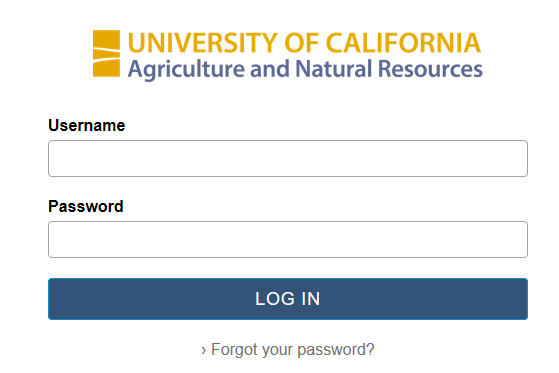 UNIVERSITY OF CALIFORNIA
Agriculture and Natural Resources
Username
Password
LOG IN
› Forgot your password?